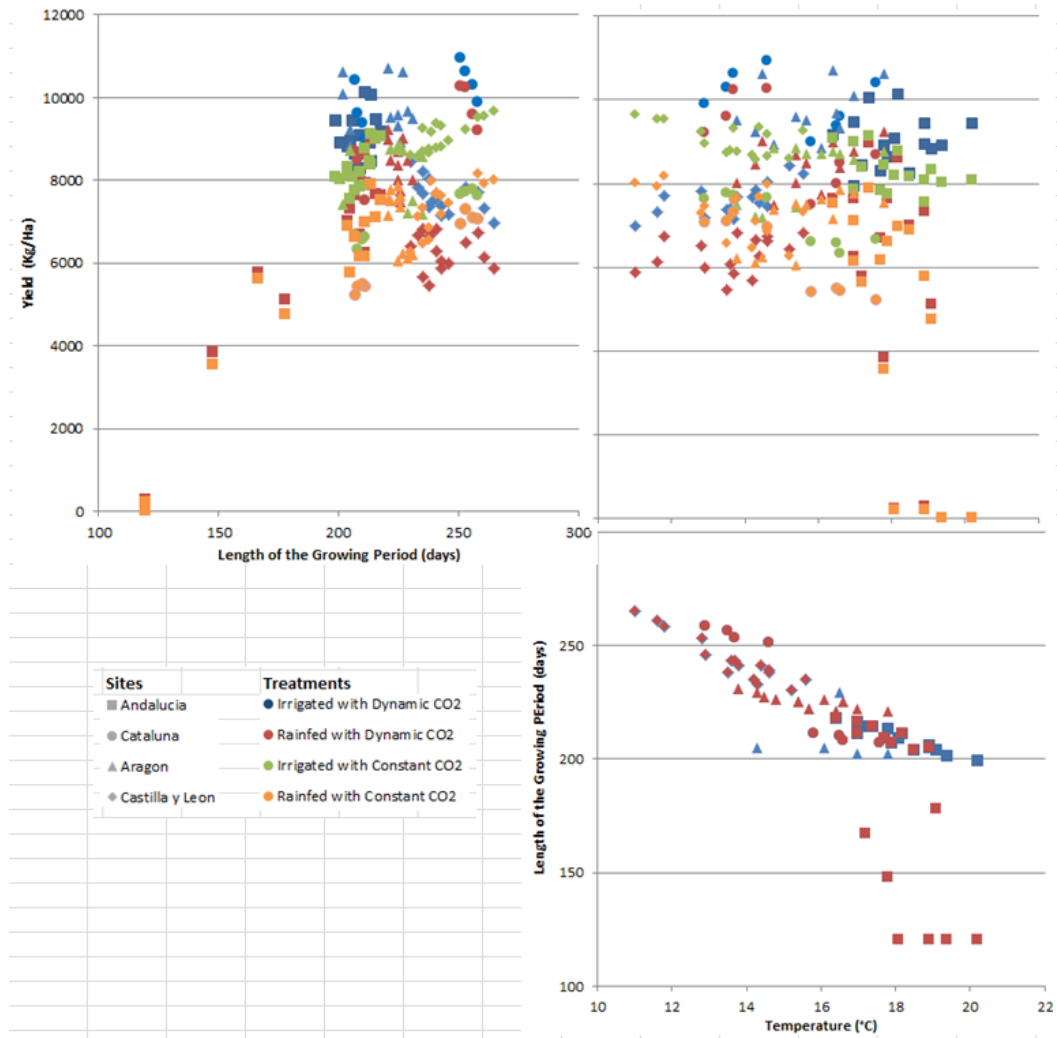 12000
10000
8000
6000
4000
2000
0
Yield (Kg/Ha)
100 150 200 250 300
Length of the Growing Period (days)
Sites Treatments
Andalucia Irrigated with Dynamic CO2
Cataluna Rainfed with Dynamic CO2
Aragon Irrigated with Constant CO2
Castilla y Leon Rainfed with Constant CO2
Length of the Growing PEriod (days)
250
200
150
100
10 12 14 16 18 20 22
Temperature (°C)